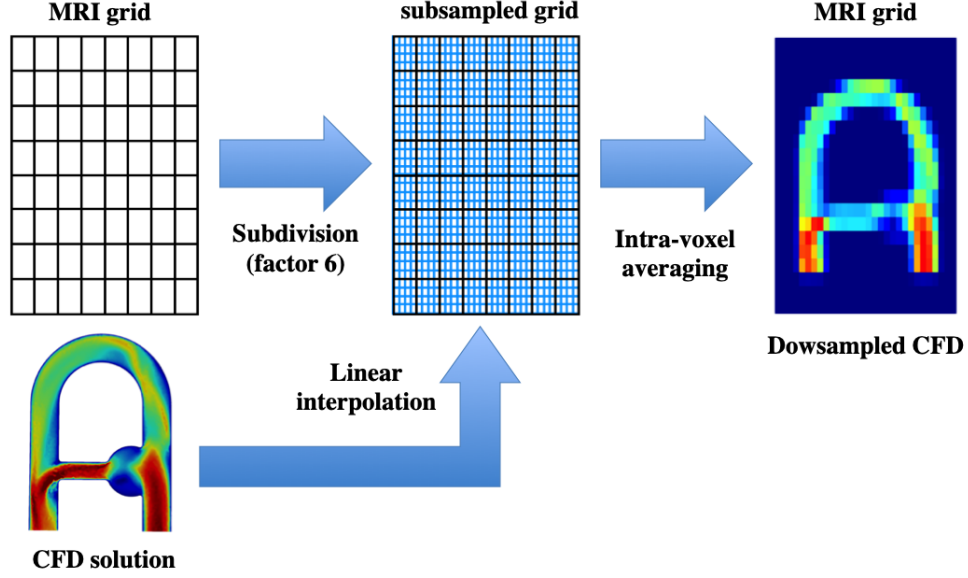 MRI grid
subsampled grid
MRI grid
Subdivision
(factor 6)
Intra-voxel
averaging
Linear
interpolation
Dowsampled CFD
CFD solution